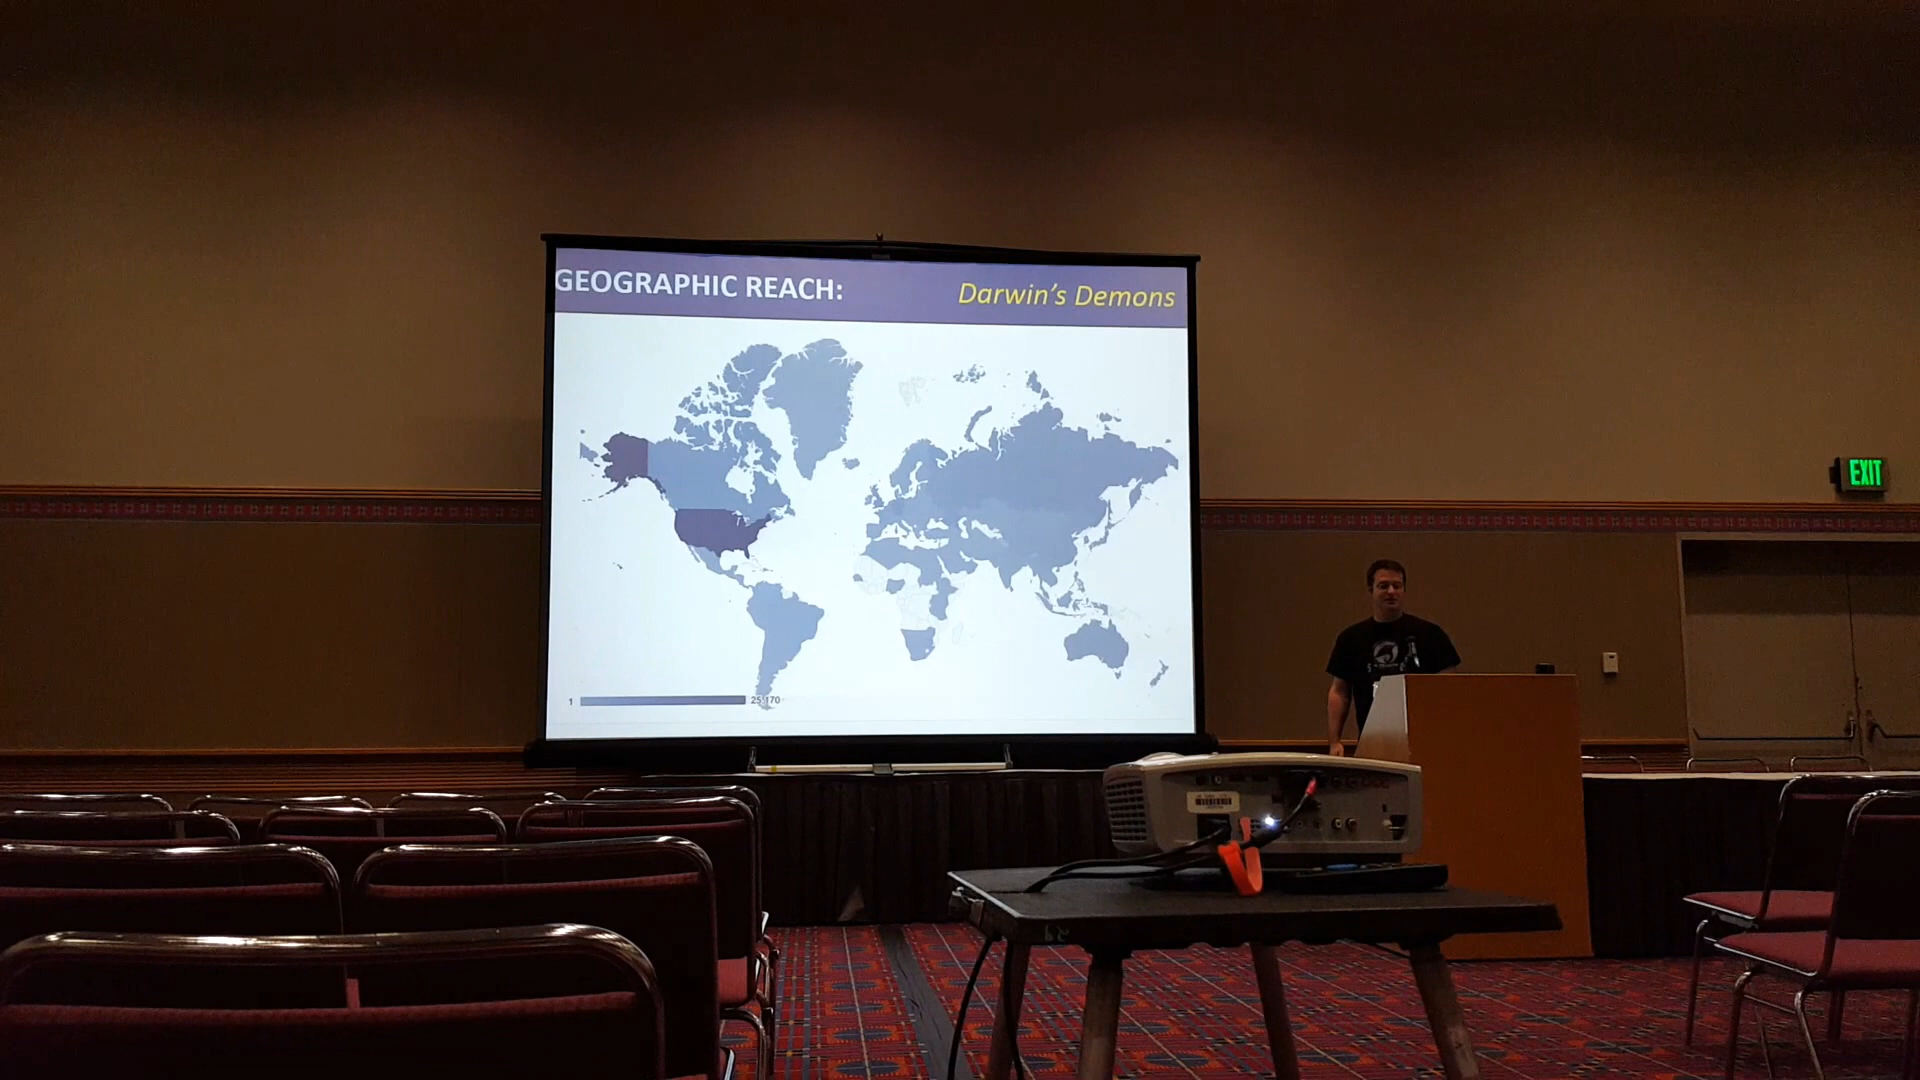 GEOGRAPHIC REACH:
Darwin's Demons
1
25,170
EXIT